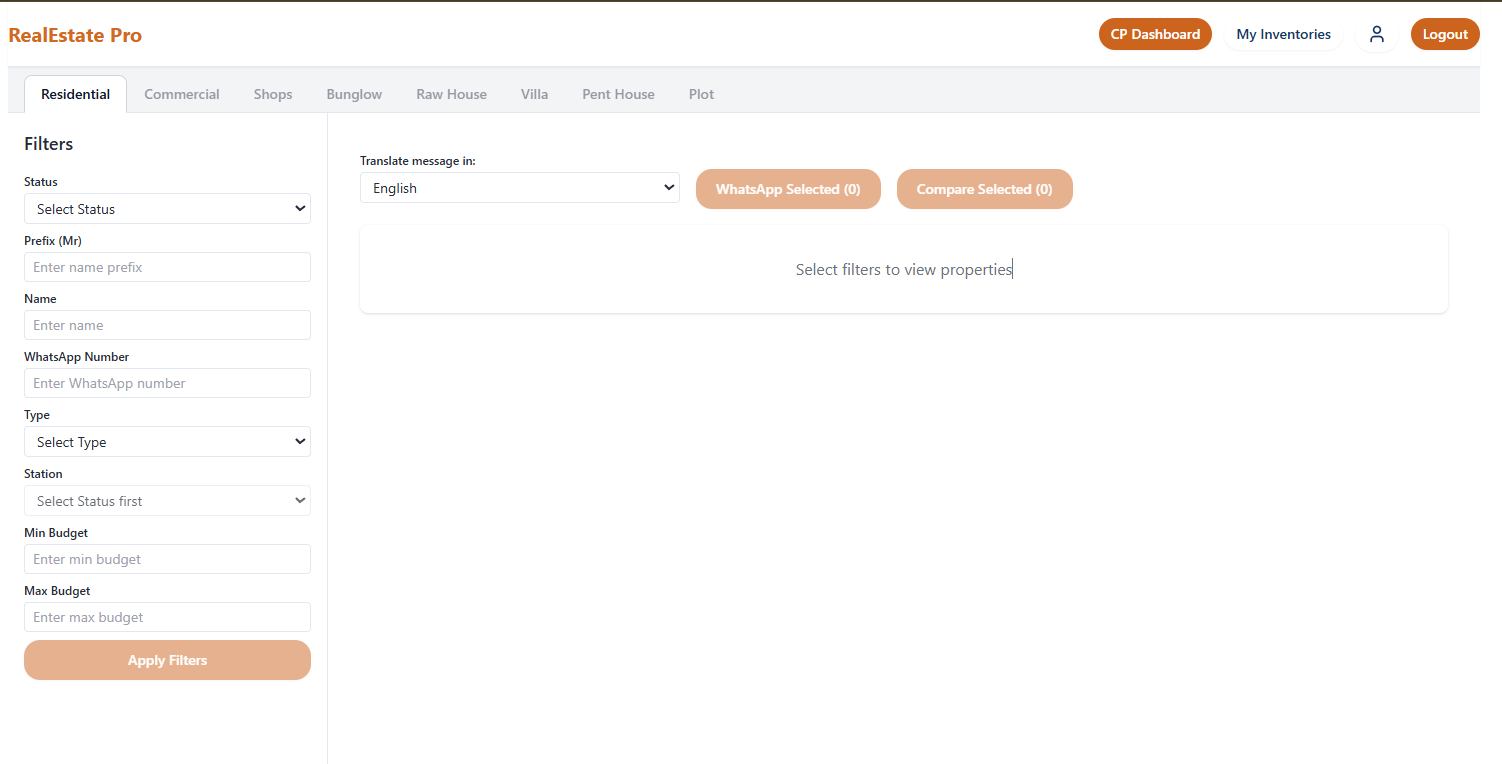 RealEstate Pro
CP Dashboard
My Inventories
Logout
Residential
Commercial
Shops
Bunglow
Raw House
Villa
Pent House
Plot
Filters
Status
Select Status
Prefix (Mr)
Enter name prefix
Name
Enter name
WhatsApp Number
Enter WhatsApp number
Type
Select Type
Station
Select Status first
Min Budget
Enter min budget
Max Budget
Enter max budget
Apply Filters
Translate message in:
English
WhatsApp Selected (0)
Compare Selected (0)
Select filters to view properties